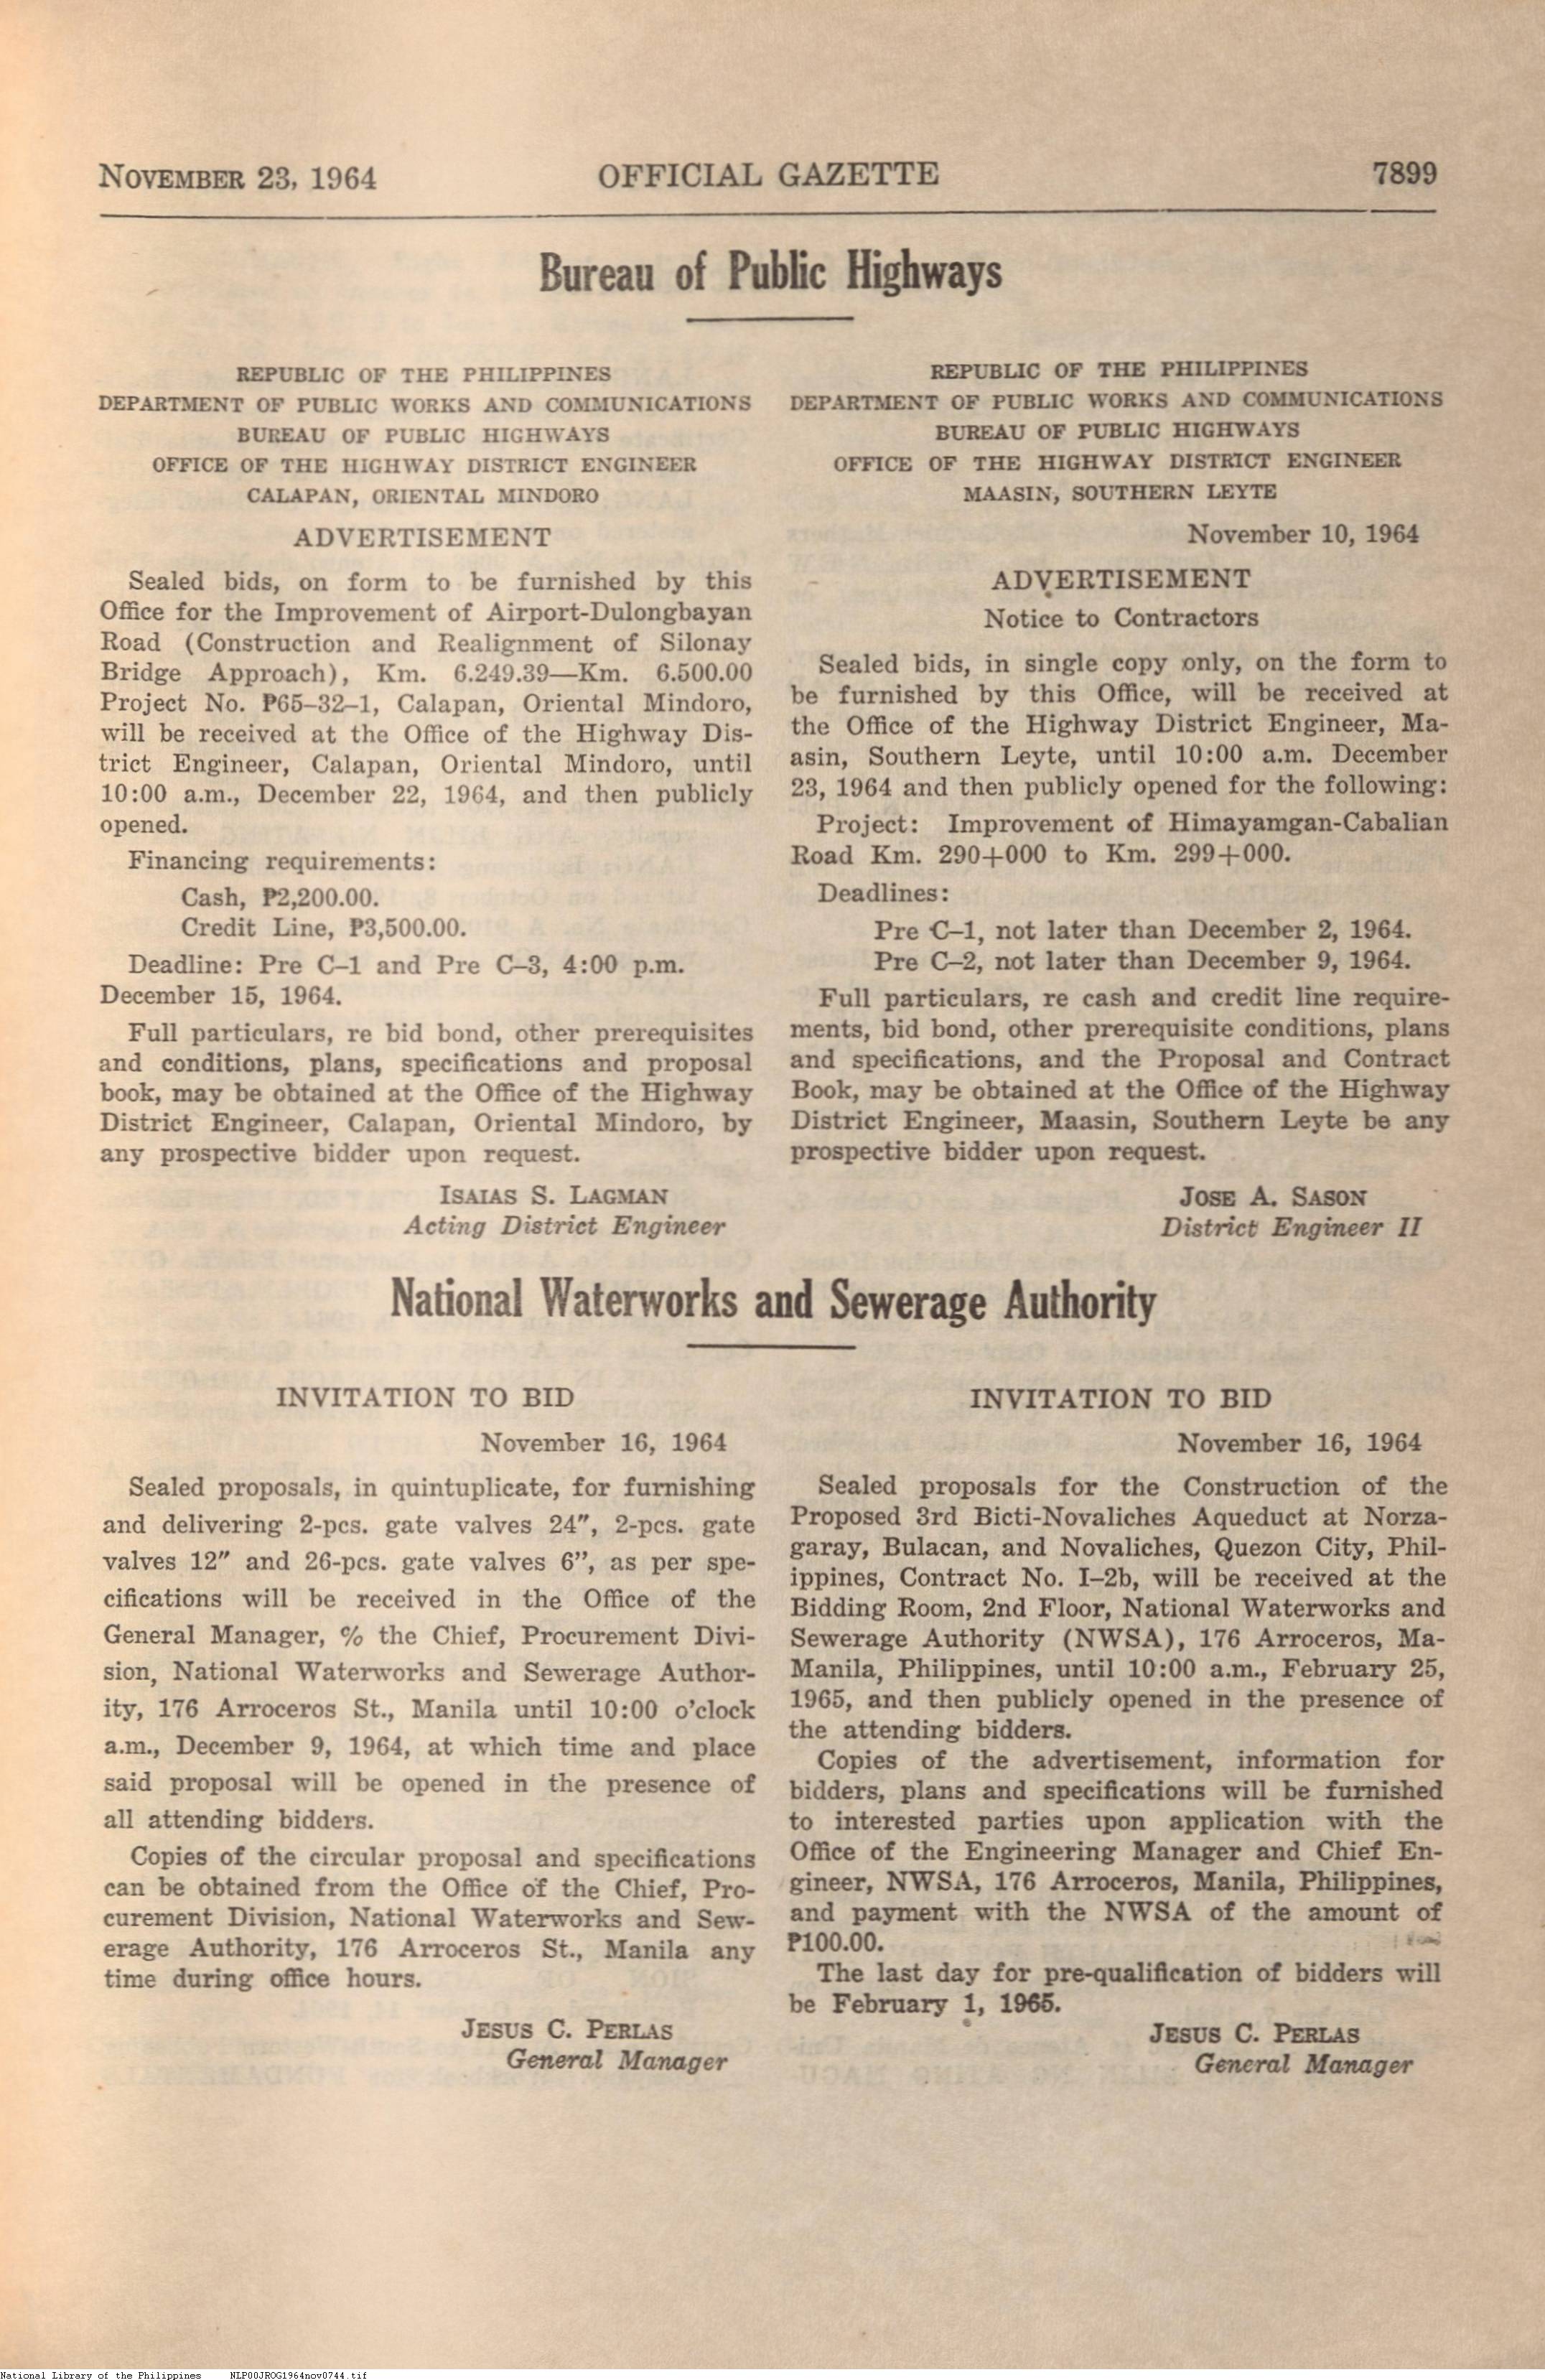 NOVEMBER 23, 1964 OFFICIAL GAZETTE 7899
Bureau of Public Highways
REPUBLIC OF THE PHILIPPINES
DEPARTMENT OF PUBLIC WORKS AND COMMUNICATIONS
BUREAU OF PUBLIC HIGHWAYS
OFFICE OF THE HIGHWAY DISTRICT ENGINEER
CALAPAN, ORIENTAL MINDORO
ADVERTISEMENT
Sealed bids, on form to be furnished by this
Office for the Improvement of Airport-Dulongbayan
Road (Construction and Realignment of Silonay
Bridge Approach), Km. 6.249.39—Km. 6.500.00
Project No. ₱65–32–1, Calapan, Oriental Mindoro,
will be received at the Office of the Highway Dis-
trict Engineer, Calapan, Oriental Mindoro, until
10:00 a.m., December 22, 1964, and then publicly
opened.
Financing requirements:
Cash, ₱2,200.00.
Credit Line, ₱3,500.00.
Deadline: Pre C–1 and Pre C–3, 4:00 p.m.
December 15, 1964.
Full particulars, re bid bond, other prerequisites
and conditions, plans, specifications and proposal
book, may be obtained at the Office of the Highway
District Engineer, Calapan, Oriental Mindoro, by
any prospective bidder upon request.
ISAIAS S. LAGMAN
Acting District Engineer
REPUBLIC OF THE PHILIPPINES
DEPARTMENT OF PUBLIC WORKS AND COMMUNICATIONS
BUREAU OF PUBLIC HIGHWAYS
OFFICE OF THE HIGHWAY DISTRICT ENGINEER
MAASIN, SOUTHERN LEYTE
November 10, 1964
ADVERTISEMENT
Notice to Contractors
Sealed bids, in single copy only, on the form to
be furnished by this Office, will be received at
the Office of the Highway District Engineer, Ma-
asin, Southern Leyte, until 10:00 a.m. December
23, 1964 and then publicly opened for the following:
Project: Improvement of Himayamgan-Cabalian
Road Km. 290+000 to Km. 299+000.
Deadlines:
Pre C–1, not later than December 2, 1964.
Pre C–2, not later than December 9, 1964.
Full particulars, re cash and credit line require-
ments, bid bond, other prerequisite conditions, plans
and specifications, and the Proposal and Contract
Book, may be obtained at the Office of the Highway
District Engineer, Maasin, Southern Leyte be any
prospective bidder upon request.
JOSE A. SASON
District Engineer II
National Waterworks and Sewerage Authority
INVITATION TO BID
November 16, 1964
Sealed proposals, in quintuplicate, for furnishing
and delivering 2-pcs. gate valves 24″, 2-pcs. gate
valves 12″ and 26-pcs. gate valves 6”, as per spe-
cifications will be received in the Office of the
General Manager, % the Chief, Procurement Divi-
sion, National Waterworks and Sewerage Author-
ity, 176 Arroceros St., Manila until 10:00 o’clock
a.m., December 9, 1964, at which time and place
said proposal will be opened in the presence of
all attending bidders.
Copies of the circular proposal and specifications
can be obtained from the Office of the Chief, Pro-
curement Division, National Waterworks and Sew-
erage Authority, 176 Arroceros St., Manila any
time during office hours.
JESUS C. PERLAS
General Manager
INVITATION TO BID
November 16, 1964
Sealed proposals for the Construction of the
Proposed 3rd Bicti-Novaliches Aqueduct at Norza-
garay, Bulacan, and Novaliches, Quezon City, Phil-
ippines, Contract No. I–2b, will be received at the
Bidding Room, 2nd Floor, National Waterworks and
Sewerage Authority (NWSA), 176 Arroceros, Ma-
Manila, Philippines, until 10:00 a.m., February 25,
1965, and then publicly opened in the presence of
the attending bidders.
Copies of the advertisement, information for
bidders, plans and specifications will be furnished
to interested parties upon application with the
Office of the Engineering Manager and Chief En-
gineer, NWSA, 176 Arroceros, Manila, Philippines,
and payment with the NWSA of the amount of
₱100.00.
The last day for pre-qualification of bidders will
be February 1, 1965.
JESUS C. PERLAS
General Manager
National Library of the Philippines NLP00JROG1964nov0744.tif